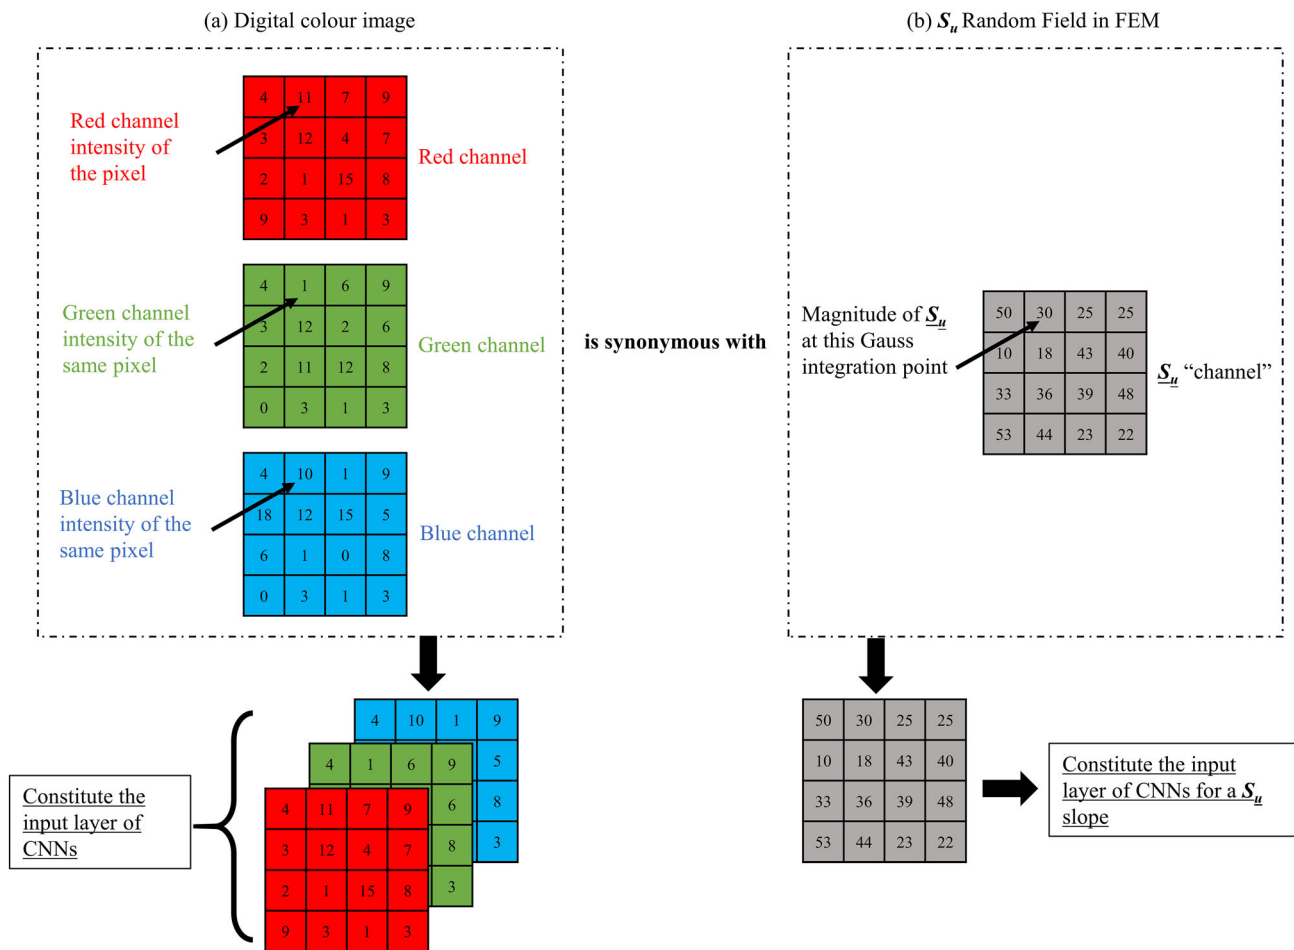 (a) Digital colour image
Red channel
intensity of
the pixel
4 11 7 9
3 12 4 7
2 1 15 8
9 3 1 3
Red channel
Green channel
intensity of the
same pixel
4 1 6 9
3 12 2 6
2 11 12 8
0 3 1 3
Green channel
Blue channel
intensity of the
same pixel
4 10 1 9
18 12 15 5
6 1 0 8
0 3 1 3
Blue channel
is synonymous with
(b) Su Random Field in FEM
Magnitude of Su
at this Gauss
integration point
50 30 25 25
10 18 43 40
33 36 39 48
53 44 23 22
Su “channel”
Constitute the
input layer of
CNNs
4 10 1 9
5
8
3
4 1 6 9
6
8
3
4 11 7 9
3 12 4 7
2 1 15 8
9 3 1 3
50 30 25 25
10 18 43 40
33 36 39 48
53 44 23 22
Constitute the input
layer of CNNs for a Su
slope